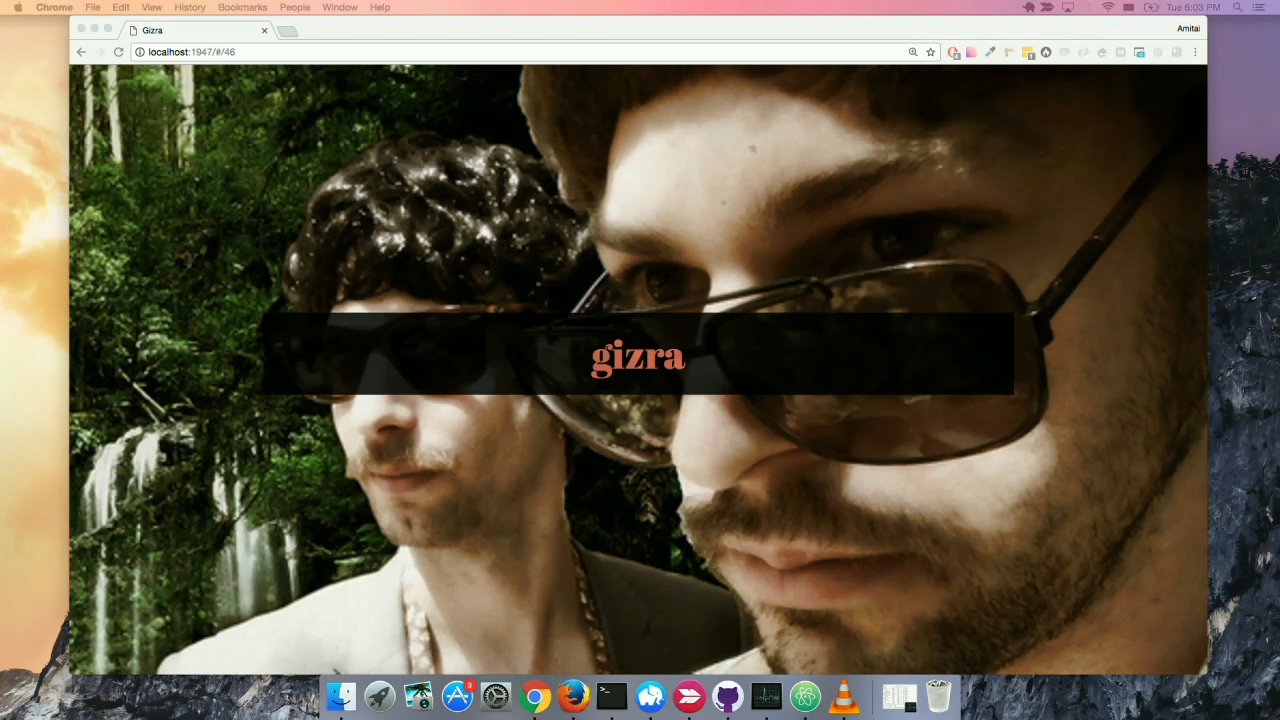 Chrome File Edit View History Bookmarks People Window Help Tue 6:03 PM
Gizra Amitai
localhost:1947/#/46
gizra
3